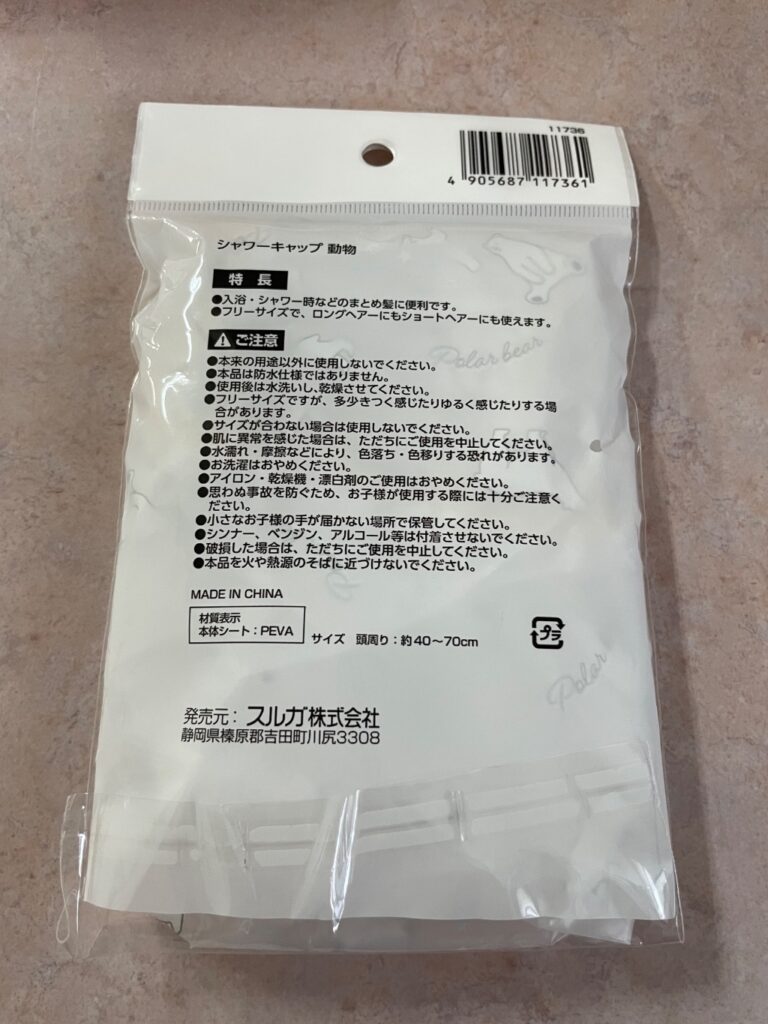 11736
4 905687 117361
シャワーキャップ 動物
特 長
●入浴・シャワー時などのまとめ髪に便利です。
●フリーサイズで、ロングヘアーにもショートヘアーにも使えます。
ご注意
●本来の用途以外に使用しないでください。
●本品は防水仕様ではありません。
●使用後は水洗いし、乾燥させてください。
●フリーサイズですが、多少きつく感じたりゆるく感じたりする場
合があります。
●サイズが合わない場合は使用しないでください。
●肌に異常を感じた場合は、ただちにご使用を中止してください。
●水濡れ・摩擦などにより、色落ち・色移りする恐れがあります。
●お洗濯はおやめください。
●アイロン・乾燥機・漂白剤のご使用はおやめください。
●思わぬ事故を防ぐため、お子様が使用する際には十分ご注意く
ださい。
●小さなお子様の手が届かない場所で保管してください。
●シンナー、ベンジン、アルコール等は付着させないでください。
●破損した場合は、ただちにご使用を中止してください。
●本品を火や熱源のそばに近づけないでください。
Polar bear
MADE IN CHINA
材質表示
本体シート：PEVA
サイズ 頭周り：約40～70cm
プラ
Polar
発売元： スルガ株式会社
静岡県榛原郡吉田町川尻3308